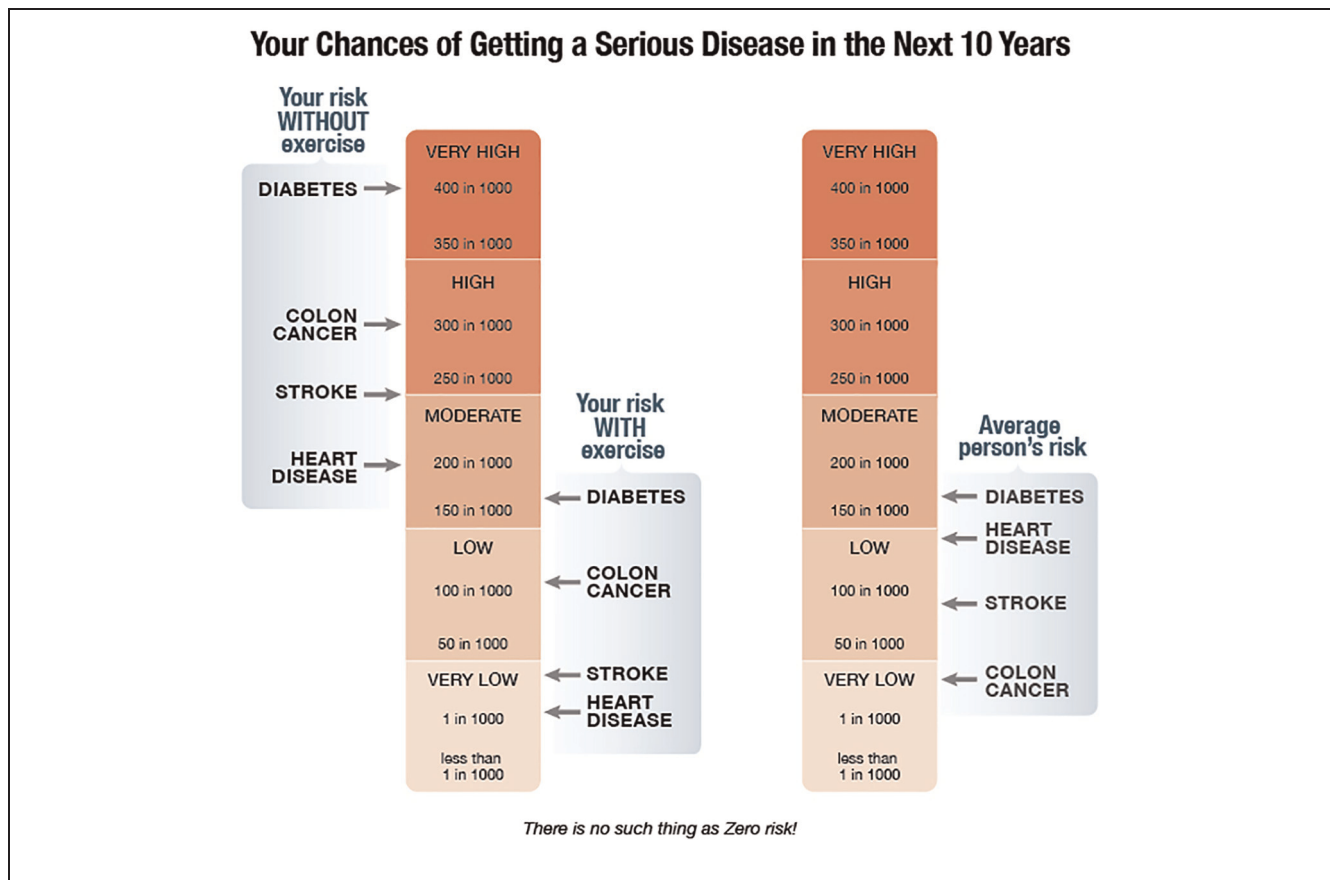 Your Chances of Getting a Serious Disease in the Next 10 Years
Your risk
WITHOUT
exercise
DIABETES
COLON
CANCER
STROKE
HEART
DISEASE
VERY HIGH
400 in 1000
350 in 1000
HIGH
300 in 1000
250 in 1000
MODERATE
200 in 1000
150 in 1000
LOW
100 in 1000
50 in 1000
VERY LOW
1 in 1000
less than
1 in 1000
Your risk
WITH
exercise
DIABETES
COLON
CANCER
STROKE
HEART
DISEASE
VERY HIGH
400 in 1000
350 in 1000
HIGH
300 in 1000
250 in 1000
MODERATE
200 in 1000
150 in 1000
LOW
100 in 1000
50 in 1000
VERY LOW
1 in 1000
less than
1 in 1000
Average
person's risk
DIABETES
HEART
DISEASE
STROKE
COLON
CANCER
There is no such thing as Zero risk!